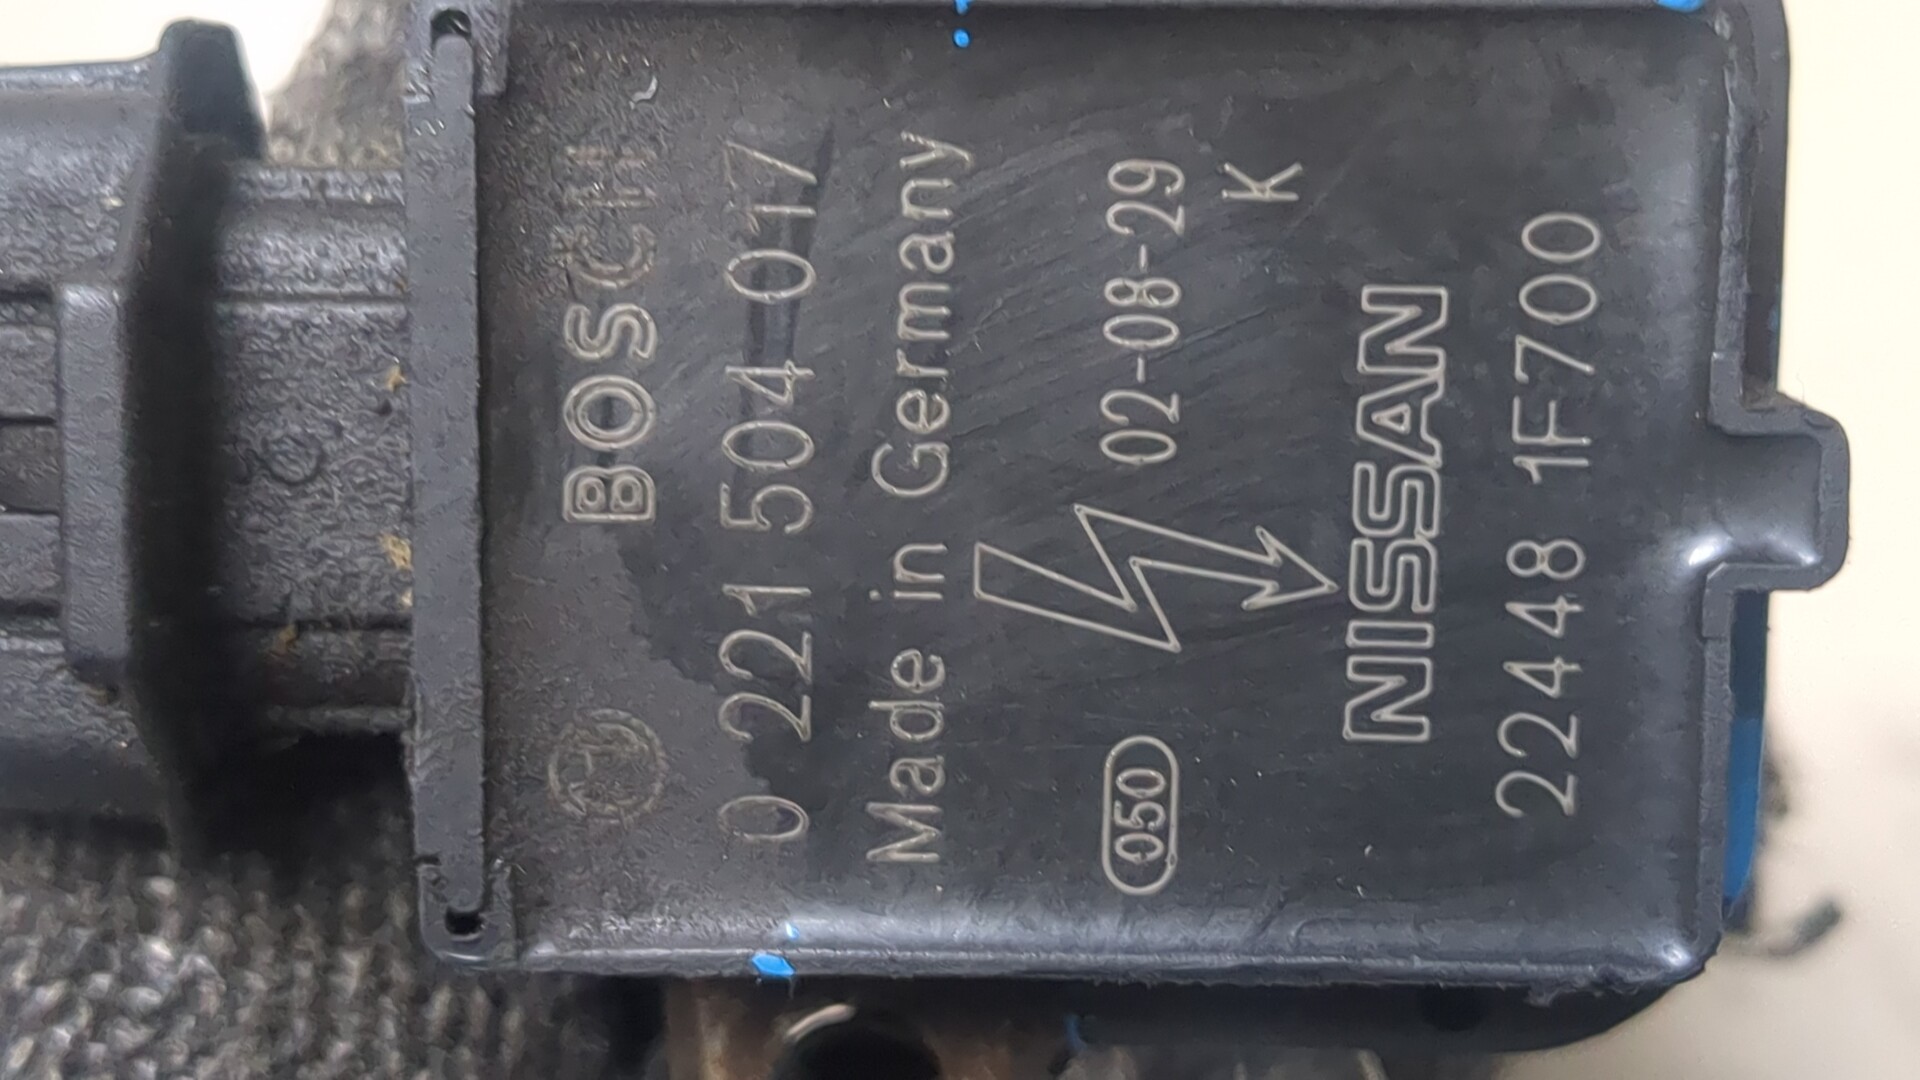 BOSCH
0 221 504 017
Made in Germany
050 02-08-29
K
NISSAN
22448 1F700